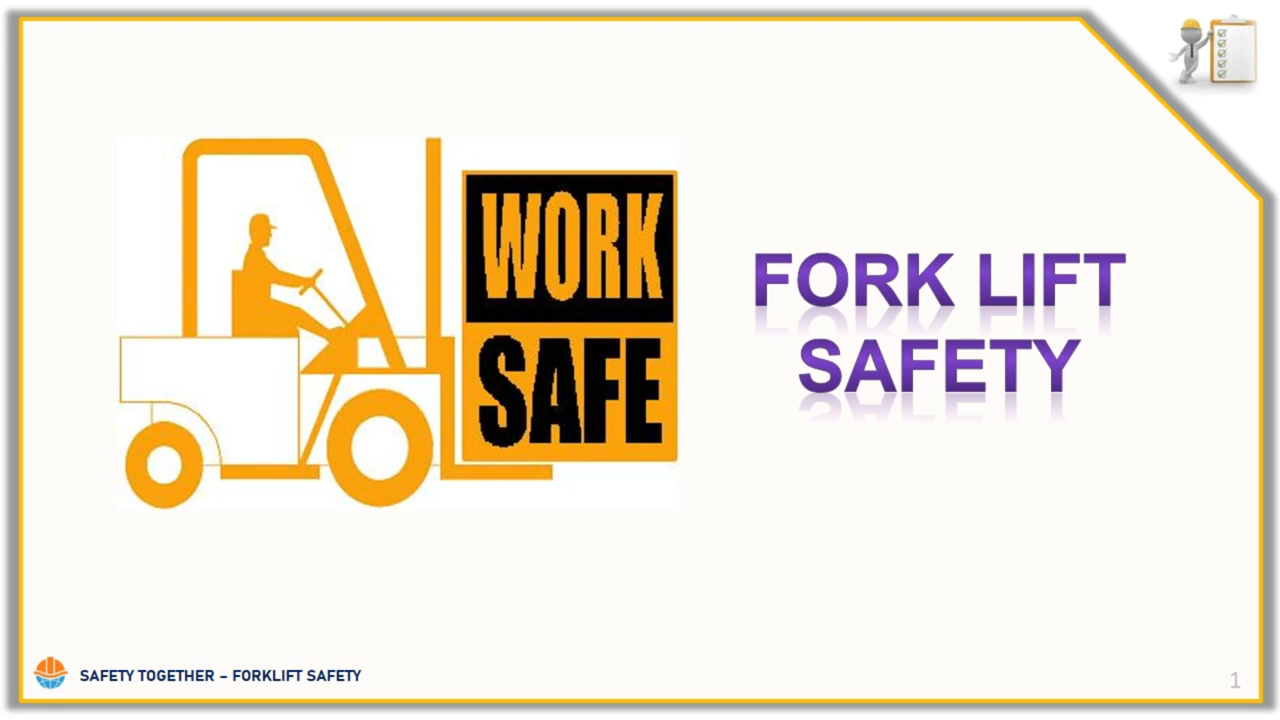 WORK
SAFE
FORK LIFT
SAFETY
SAFETY TOGETHER – FORKLIFT SAFETY
1